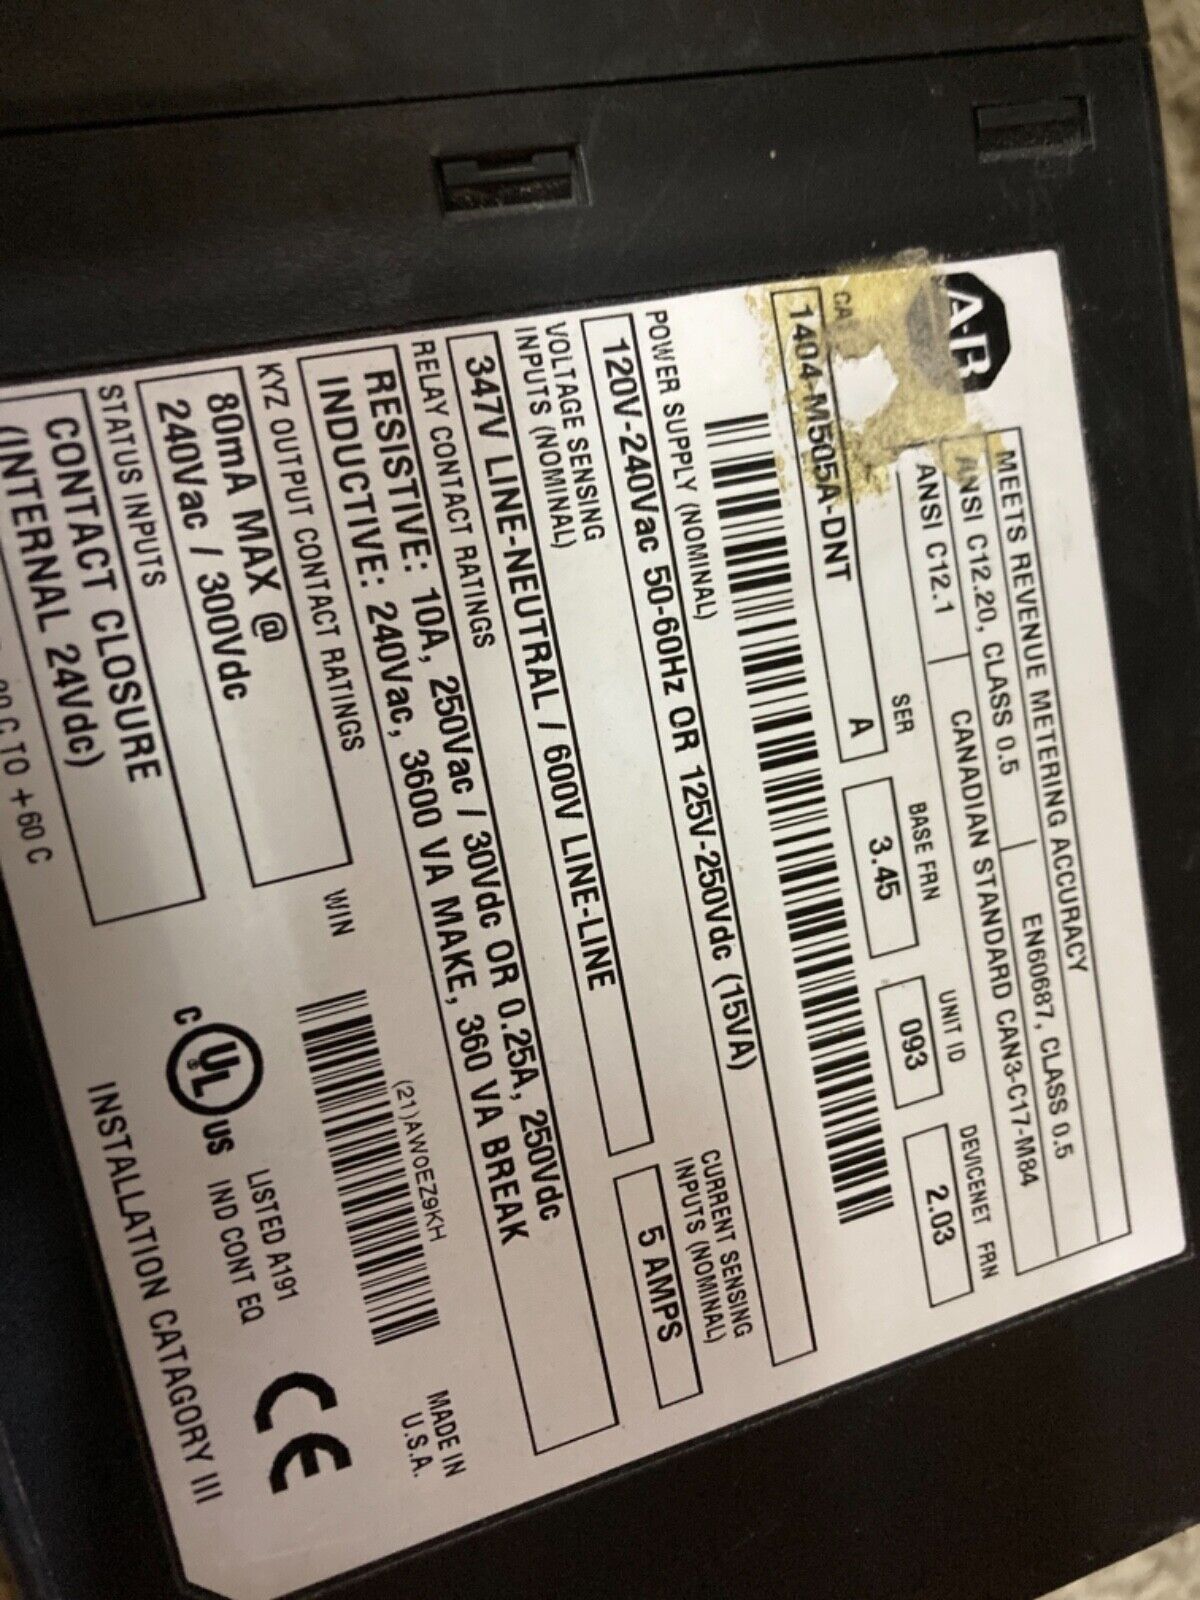 A-B
MEETS REVENUE METERING ACCURACY
ANSI C12.20, CLASS 0.5 EN60687, CLASS 0.5
ANSI C12.1 CANADIAN STANDARD CAN3-C17-M84
SER BASE FRN UNIT ID DEVICENET FRN
1404-M505A-DNT A 3.45 093 2.03
POWER SUPPLY (NOMINAL)
120V-240Vac 50-60Hz OR 125V-250Vdc (15VA)
VOLTAGE SENSING
INPUTS (NOMINAL)
CURRENT SENSING
INPUTS (NOMINAL)
347V LINE-NEUTRAL / 600V LINE-LINE 5 AMPS
RELAY CONTACT RATINGS
RESISTIVE: 10A, 250Vac / 30Vdc OR 0.25A, 250Vdc
INDUCTIVE: 240Vac, 3600 VA MAKE, 360 VA BREAK
KYZ OUTPUT CONTACT RATINGS
80mA MAX @
240Vac / 300Vdc
WIN
(21)AW0EZ9KH
MADE IN
U.S.A.
STATUS INPUTS
CONTACT CLOSURE
(INTERNAL 24Vdc)
C UL US
LISTED A191
IND CONT EQ
CE
C TO +60 C
INSTALLATION CATAGORY III